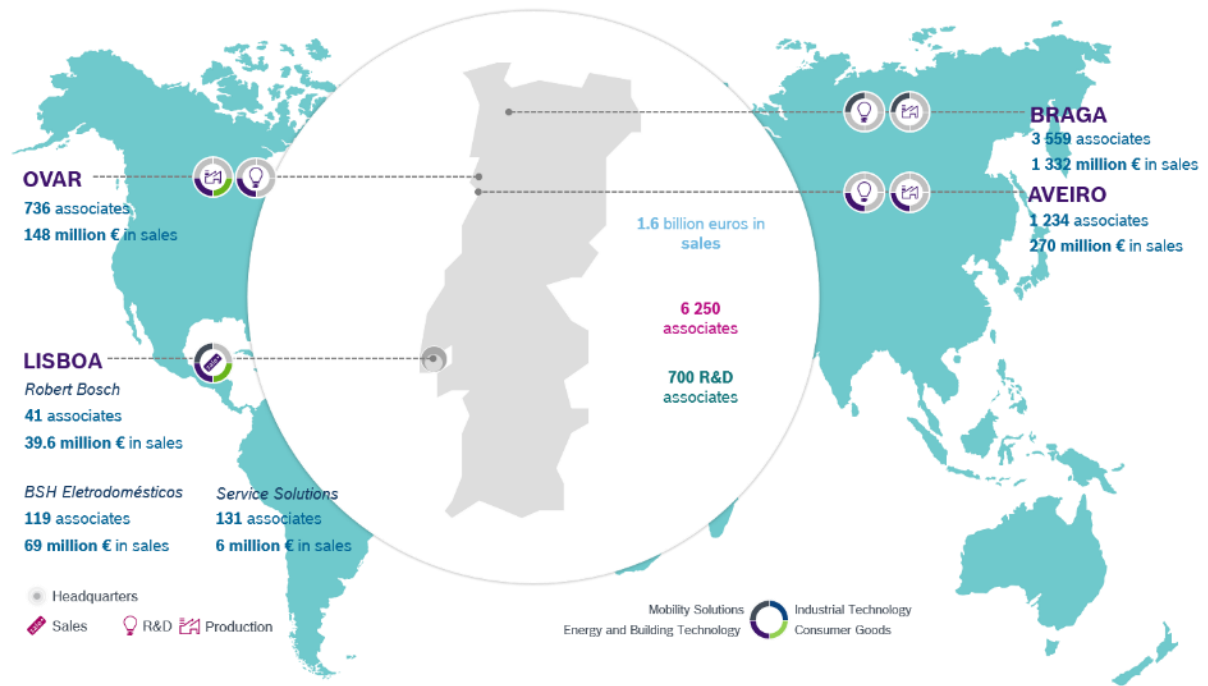 OVAR
736 associates
148 million € in sales
LISBOA
Robert Bosch
41 associates
39.6 million € in sales
BSH Eletrodomésticos
119 associates
69 million € in sales
Service Solutions
131 associates
6 million € in sales
1.6 billion euros in
sales
6 250
associates
700 R&D
associates
BRAGA
3 559 associates
1 332 million € in sales
AVEIRO
1 234 associates
270 million € in sales
Headquarters
Sales
R&D
Production
Mobility Solutions
Industrial Technology
Energy and Building Technology
Consumer Goods